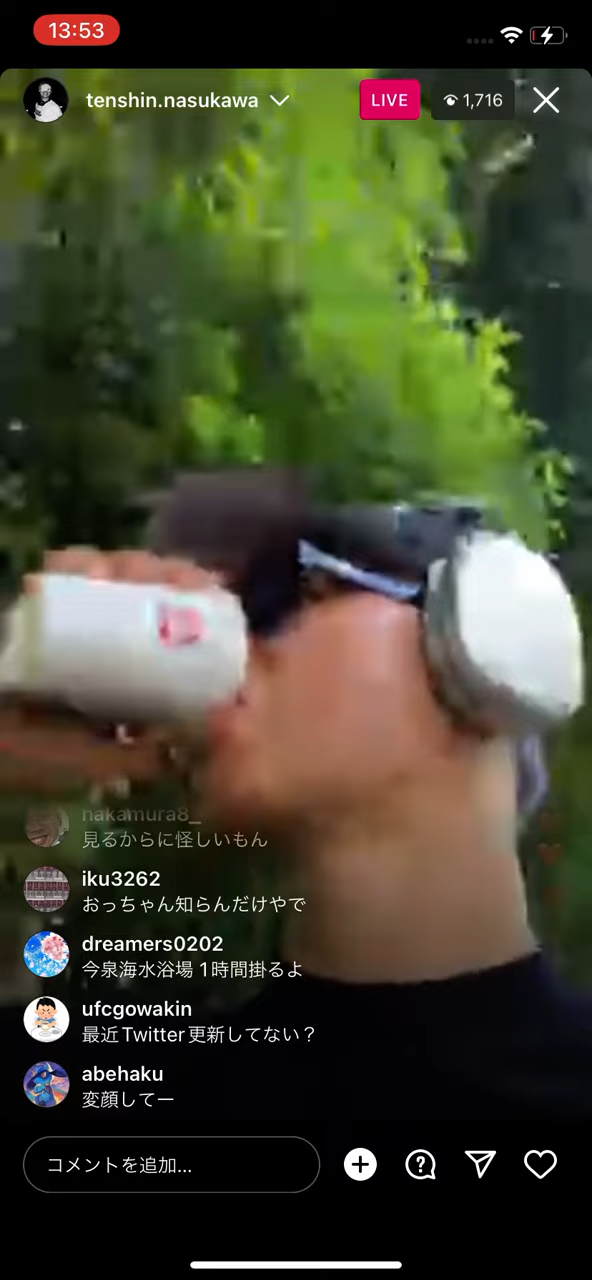 13:53
tenshin.nasukawa
LIVE
1,716
nakamura8_
見るからに怪しいもん
iku3262
おっちゃん知らんだけやで
dreamers0202
今泉海水浴場 1時間掛るよ
ufcgowakin
最近Twitter更新してない？
abehaku
変顔してー
コメントを追加...